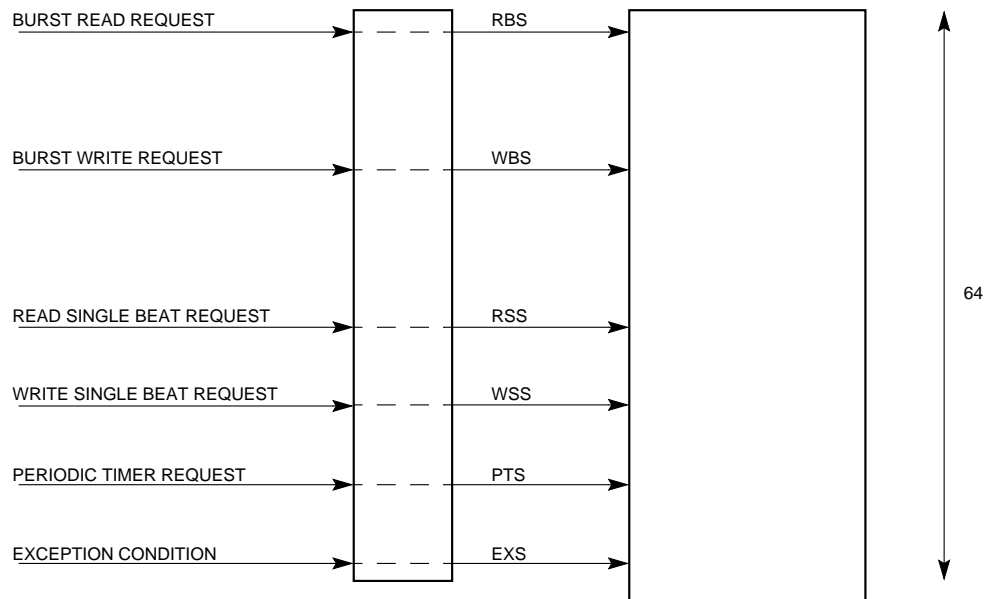 BURST READ REQUEST
RBS
BURST WRITE REQUEST
WBS
64
READ SINGLE BEAT REQUEST
RSS
WRITE SINGLE BEAT REQUEST
WSS
PERIODIC TIMER REQUEST
PTS
EXCEPTION CONDITION
EXS